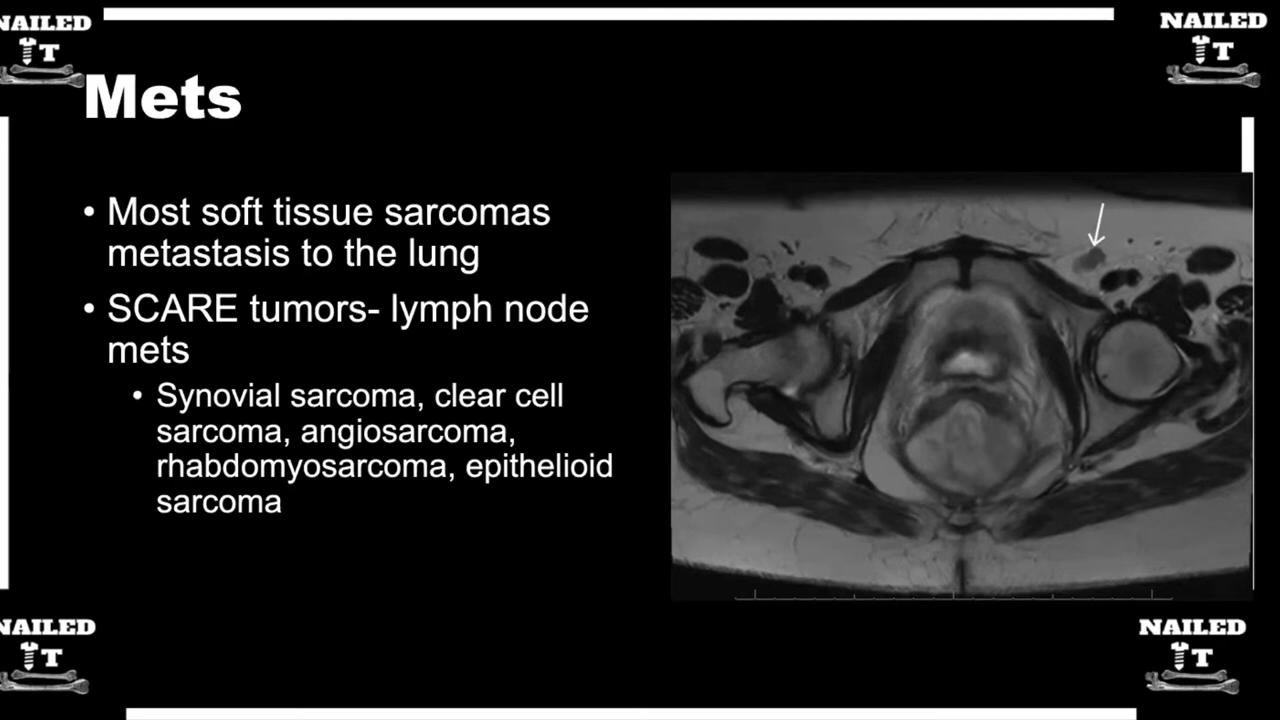 NAILED
IT
NAILED
IT
Mets
• Most soft tissue sarcomas
metastasis to the lung
• SCARE tumors- lymph node
mets
• Synovial sarcoma, clear cell
sarcoma, angiosarcoma,
rhabdomyosarcoma, epithelioid
sarcoma
NAILED
IT
NAILED
IT